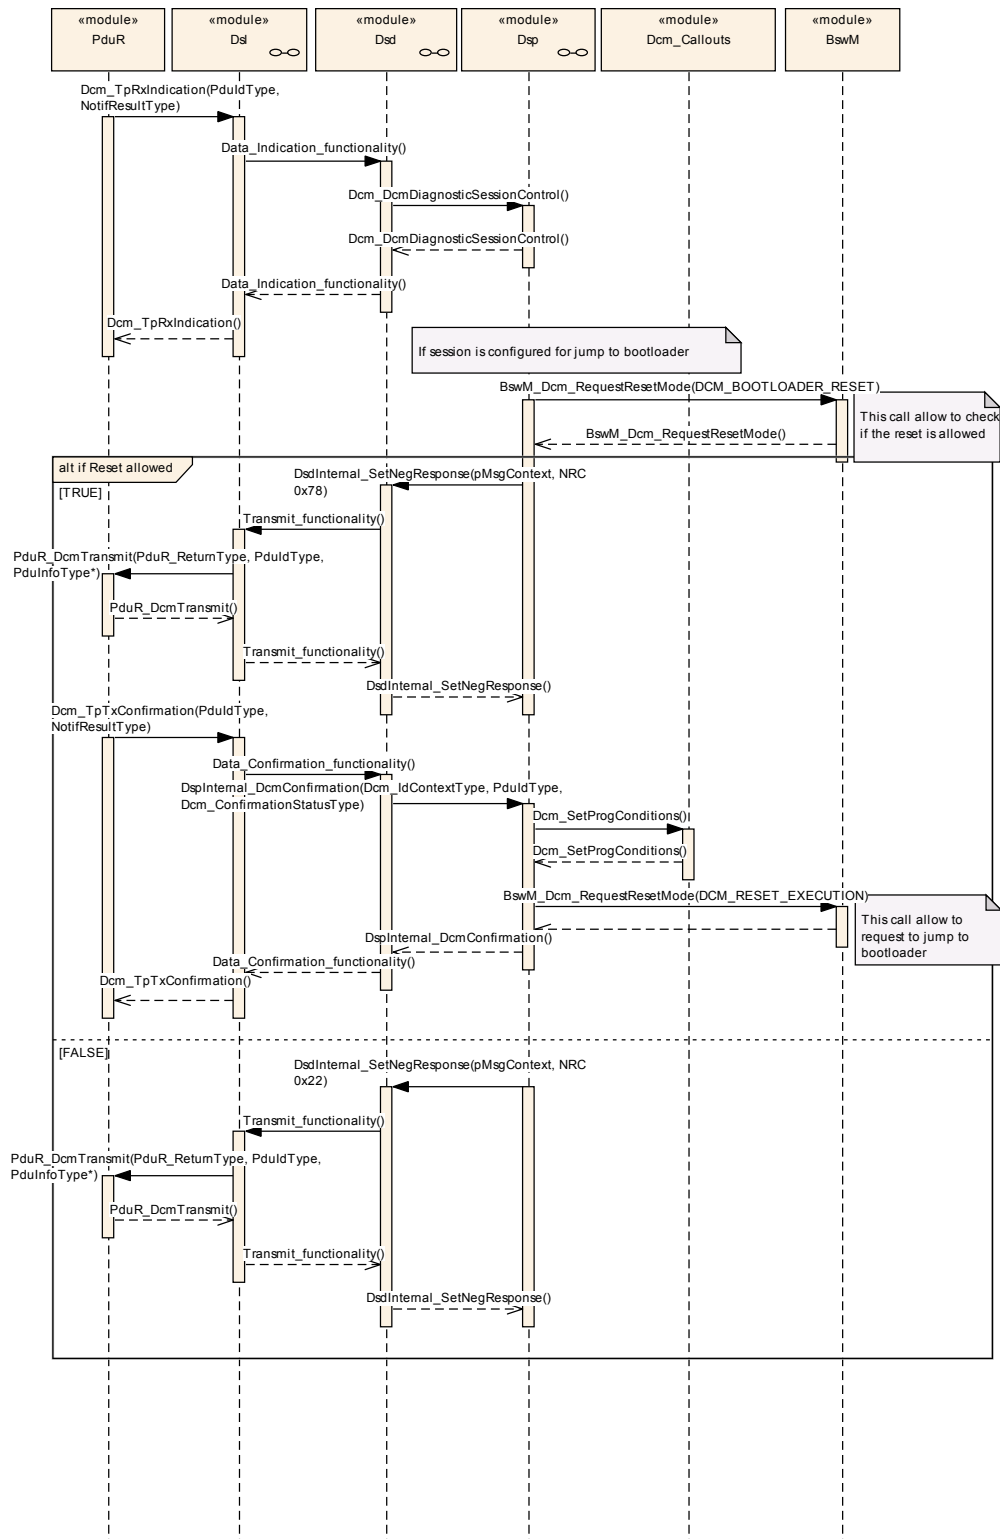 «module»
PduR
«module»
Dsl
«module»
Dsd
«module»
Dsp
«module»
Dcm_Callouts
«module»
BswM
Dcm_TpRxIndication(PduIdType,
NotifResultType)
Data_Indication_functionality()
Dcm_DcmDiagnosticSessionControl()
Dcm_DcmDiagnosticSessionControl()
Data_Indication_functionality()
Dcm_TpRxIndication()
If session is configured for jump to bootloader
BswM_Dcm_RequestResetMode(DCM_BOOTLOADER_RESET)
This call allow to check
if the reset is allowed
BswM_Dcm_RequestResetMode()
alt if Reset allowed
[TRUE]
DsdInternal_SetNegResponse(pMsgContext, NRC
0x78)
Transmit_functionality()
PduR_DcmTransmit(PduR_ReturnType, PduIdType,
PduInfoType*)
PduR_DcmTransmit()
Transmit_functionality()
DsdInternal_SetNegResponse()
Dcm_TpTxConfirmation(PduIdType,
NotifResultType)
Data_Confirmation_functionality()
DspInternal_DcmConfirmation(Dcm_IdContextType, PduIdType,
Dcm_ConfirmationStatusType)
Dcm_SetProgConditions()
Dcm_SetProgConditions()
BswM_Dcm_RequestResetMode(DCM_RESET_EXECUTION)
This call allow to
request to jump to
bootloader
DspInternal_DcmConfirmation()
Data_Confirmation_functionality()
Dcm_TpTxConfirmation()
[FALSE]
DsdInternal_SetNegResponse(pMsgContext, NRC
0x22)
Transmit_functionality()
PduR_DcmTransmit(PduR_ReturnType, PduIdType,
PduInfoType*)
PduR_DcmTransmit()
Transmit_functionality()
DsdInternal_SetNegResponse()